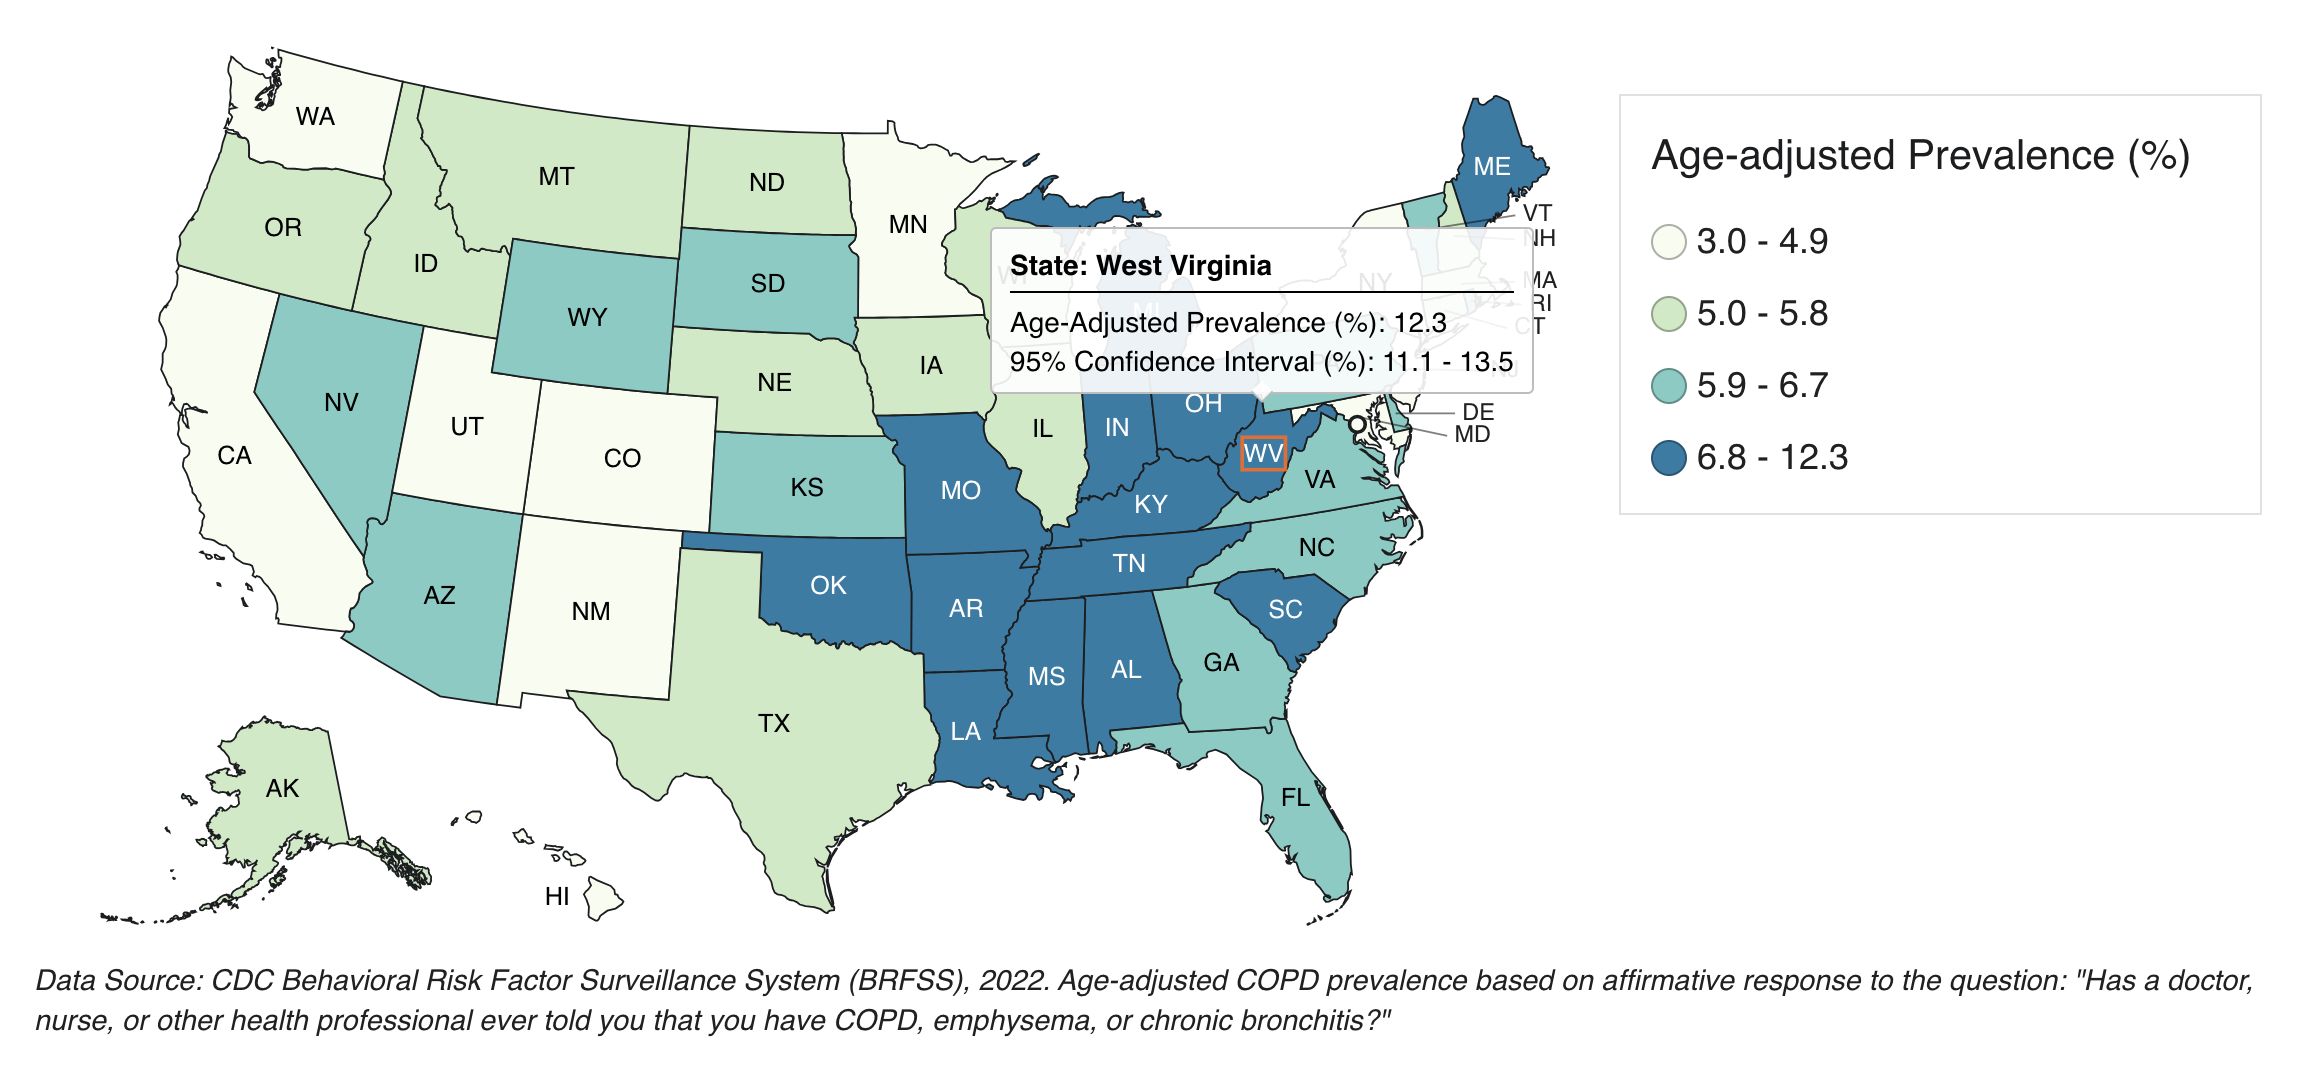 WA
MT
ND
MN
ME
OR
ID
SD
WY
VT
NH
WI
MI
NY
MA
RI
CT
NV
NE
IA
UT
CO
CA
KS
MO
IL
IN
OH
WV
DE
MD
VA
KY
NC
TN
AZ
NM
OK
AR
SC
MS
AL
GA
LA
TX
FL
AK
HI
State: West Virginia
Age-Adjusted Prevalence (%): 12.3
95% Confidence Interval (%): 11.1 - 13.5
Age-adjusted Prevalence (%)
3.0 - 4.9
5.0 - 5.8
5.9 - 6.7
6.8 - 12.3
Data Source: CDC Behavioral Risk Factor Surveillance System (BRFSS), 2022. Age-adjusted COPD prevalence based on affirmative response to the question: "Has a doctor,
nurse, or other health professional ever told you that you have COPD, emphysema, or chronic bronchitis?"